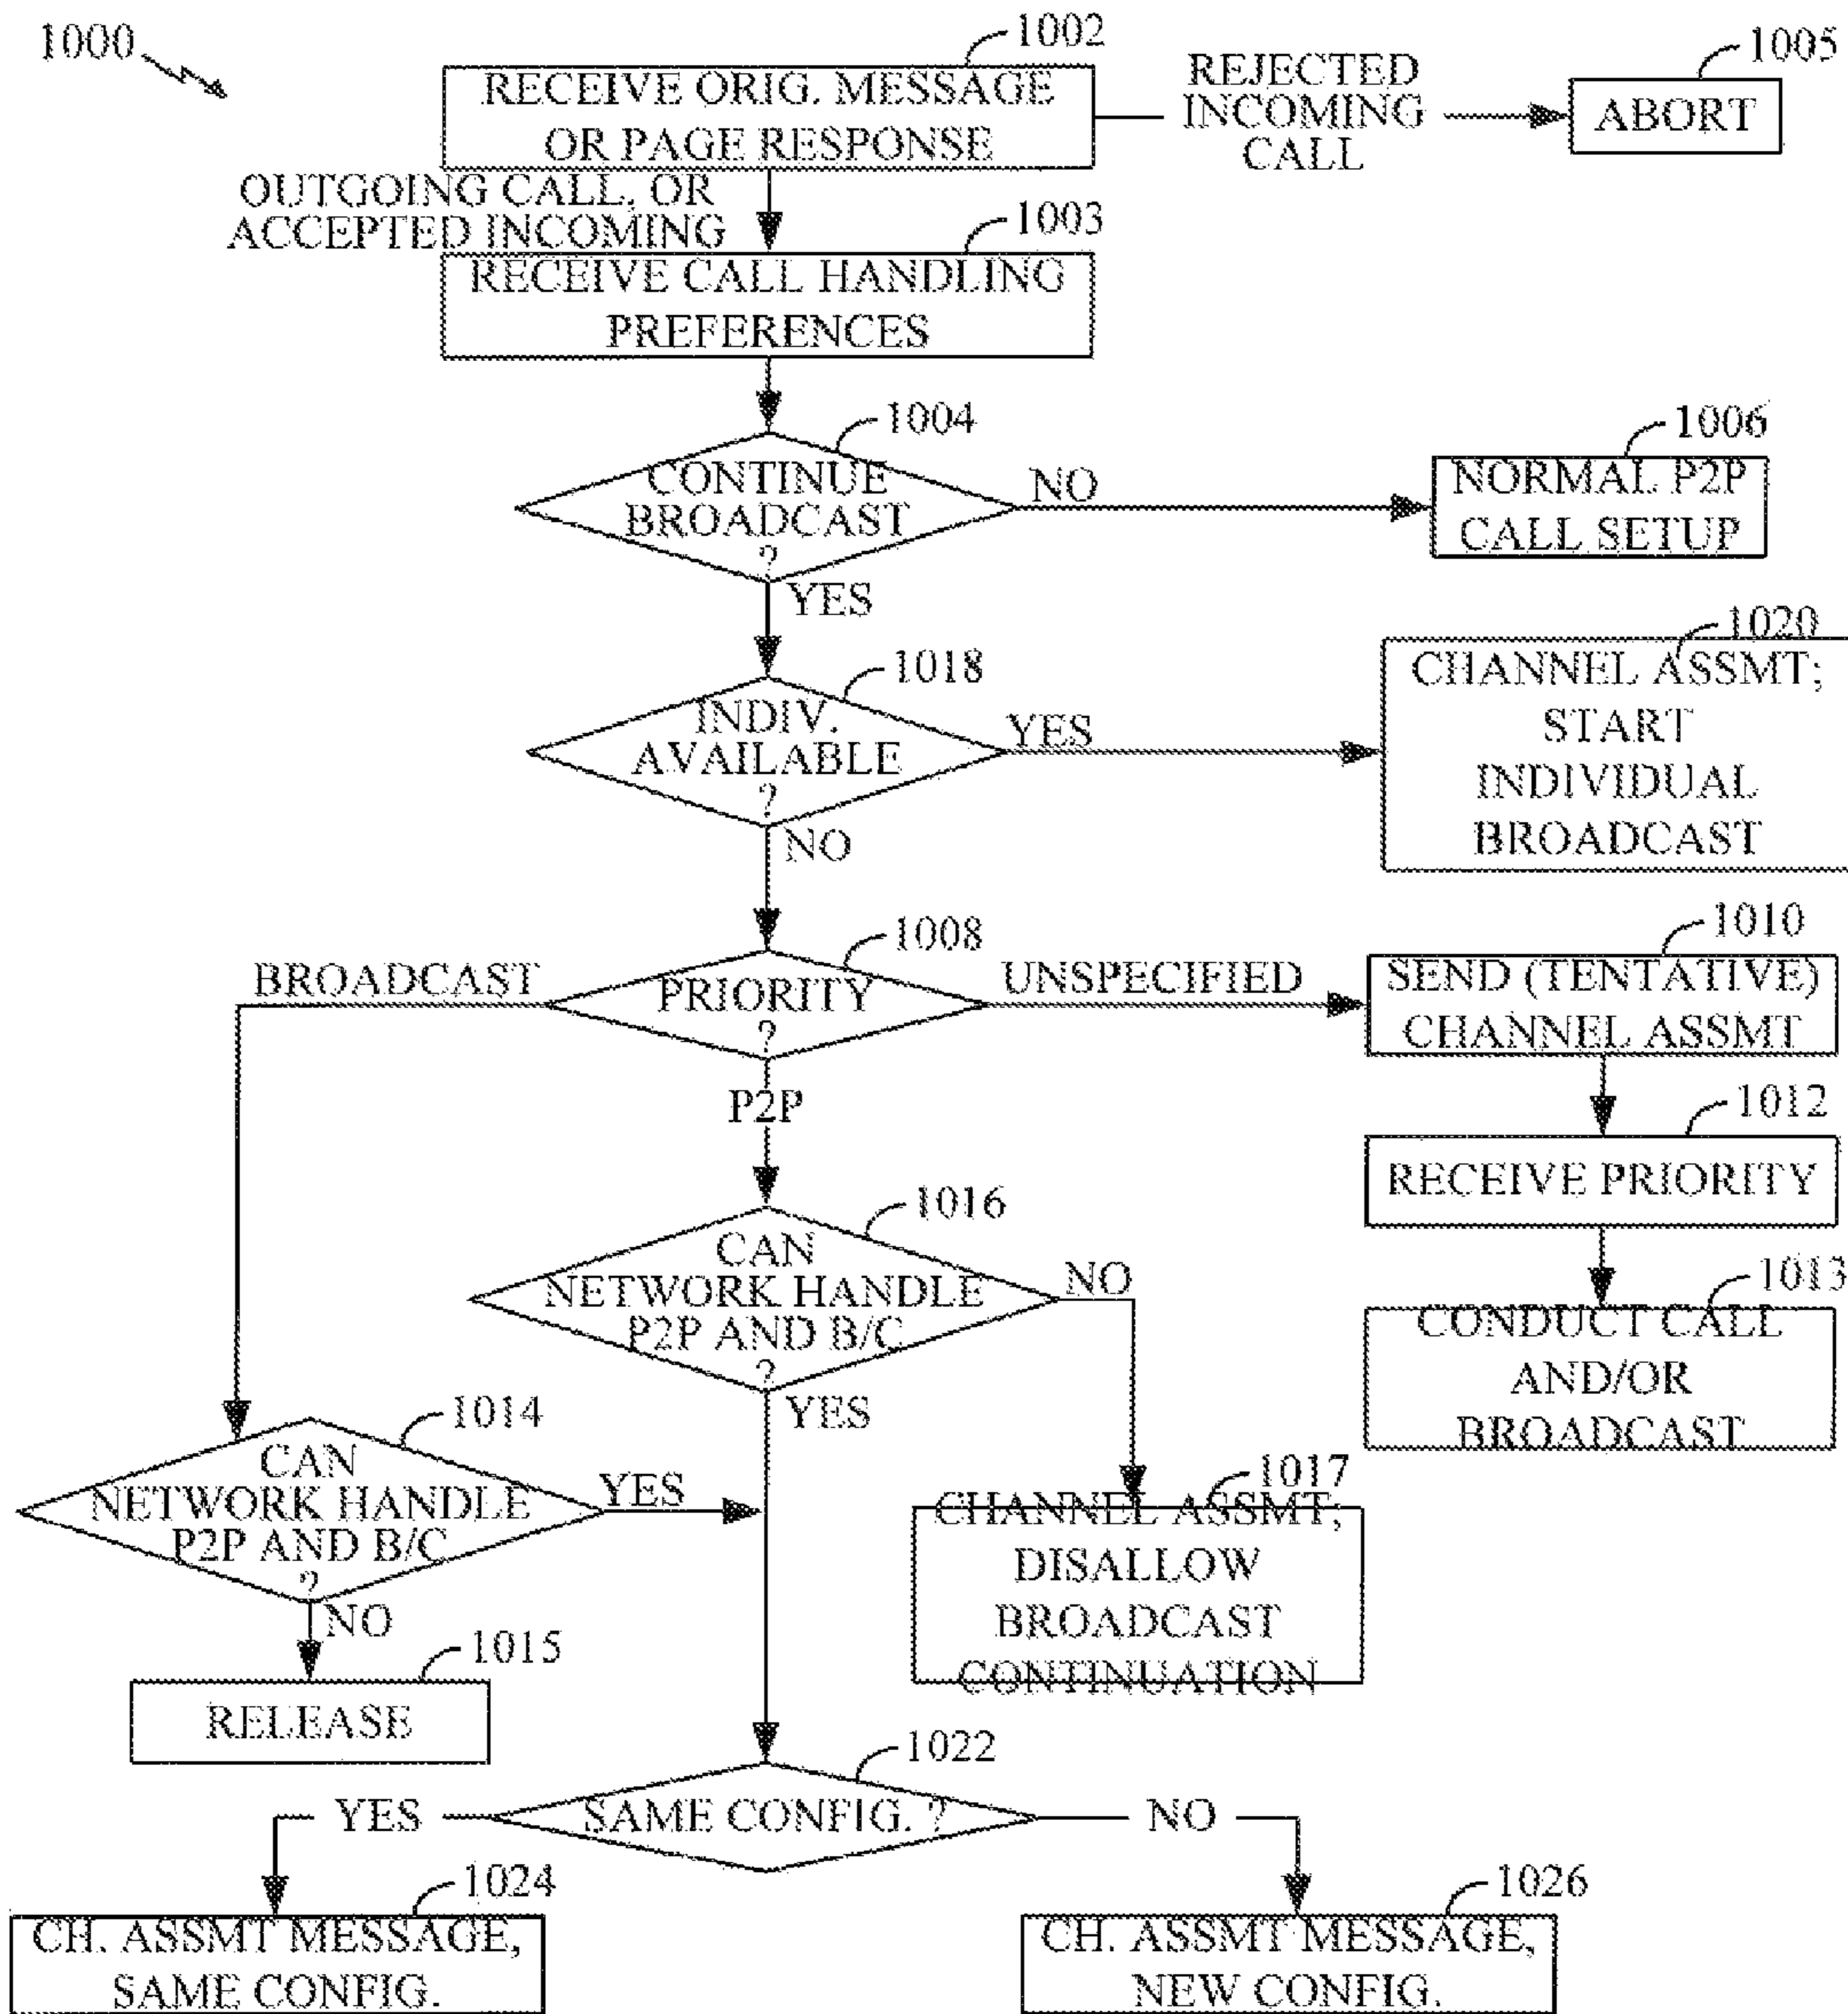 1000
1002
RECEIVE ORIG. MESSAGE
OR PAGE RESPONSE
REJECTED
INCOMING
CALL
1005
ABORT
OUTGOING CALL, OR
ACCEPTED INCOMING
1003
RECEIVE CALL HANDLING
PREFERENCES
1004
CONTINUE
BROADCAST
?
NO
1006
NORMAL P2P
CALL SETUP
YES
1018
INDIV.
AVAILABLE
?
YES
1020
CHANNEL ASSMT;
START
INDIVIDUAL
BROADCAST
NO
1008
PRIORITY
?
BROADCAST
UNSPECIFIED
1010
SEND (TENTATIVE)
CHANNEL ASSMT
P2P
1012
RECEIVE PRIORITY
1016
CAN
NETWORK HANDLE
P2P AND B/C
?
NO
1013
CONDUCT CALL
AND/OR
BROADCAST
YES
1014
CAN
NETWORK HANDLE
P2P AND B/C
?
YES
1017
CHANNEL ASSMT;
DISALLOW
BROADCAST
CONTINUATION
NO
1015
RELEASE
1022
SAME CONFIG. ?
YES
NO
1024
CH. ASSMT MESSAGE,
SAME CONFIG.
1026
CH. ASSMT MESSAGE,
NEW CONFIG.